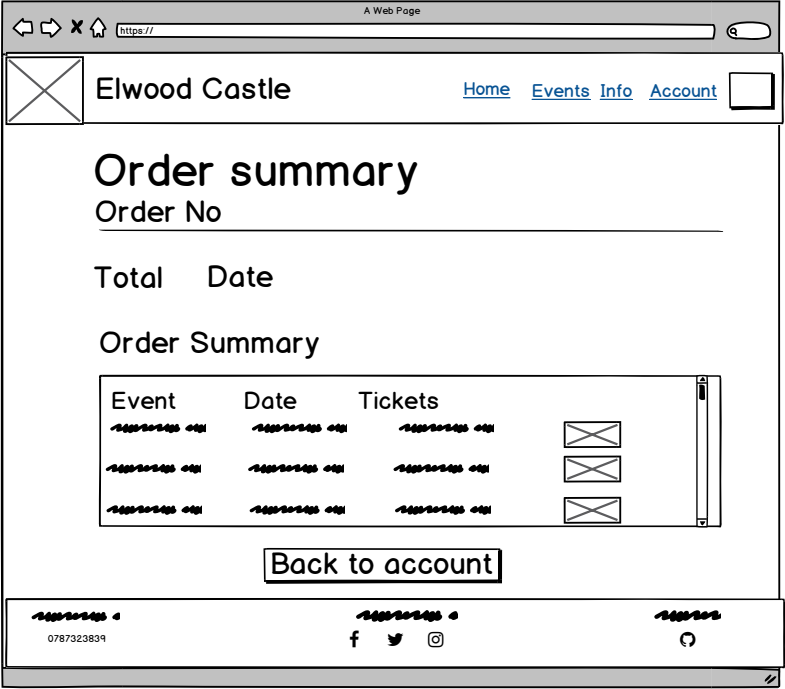 A Web Page
https://
Elwood Castle Home Events Info Account
Order summary
Order No
Total Date
Order Summary
Event Date Tickets
Back to account
0787323839